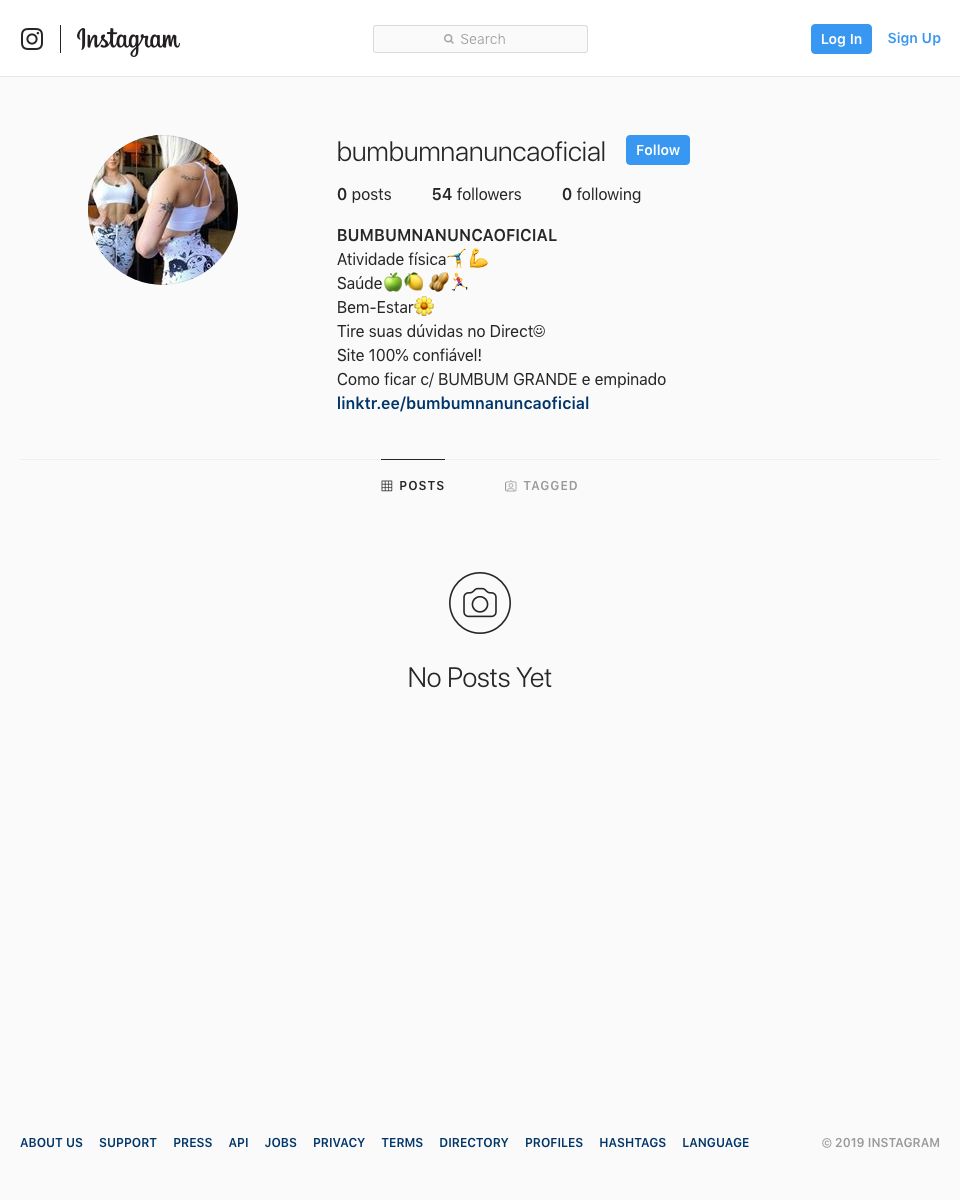 Instagram
Search
Log In
Sign Up
bumbumnanuncaoficial
Follow
0 posts
54 followers
0 following
BUMBUMNANUNCAOFICIAL
Atividade física🤸‍♂️💪
Saúde🍏🍋 🥜🏃‍♀️
Bem-Estar🌼
Tire suas dúvidas no Direct☺
Site 100% confiável!
Como ficar c/ BUMBUM GRANDE e empinado
linktr.ee/bumbumnanuncaoficial
POSTS
TAGGED
No Posts Yet
ABOUT US SUPPORT PRESS API JOBS PRIVACY TERMS DIRECTORY PROFILES HASHTAGS LANGUAGE
© 2019 INSTAGRAM